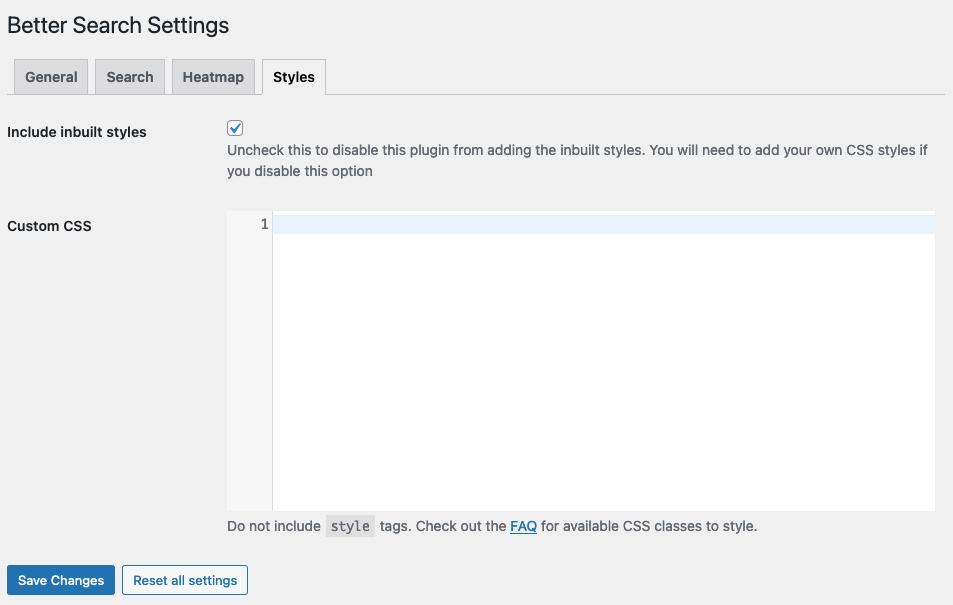 Better Search Settings
General
Search
Heatmap
Styles
Include inbuilt styles
Uncheck this to disable this plugin from adding the inbuilt styles. You will need to add your own CSS styles if
you disable this option
Custom CSS
1
Do not include style tags. Check out the FAQ for available CSS classes to style.
Save Changes
Reset all settings